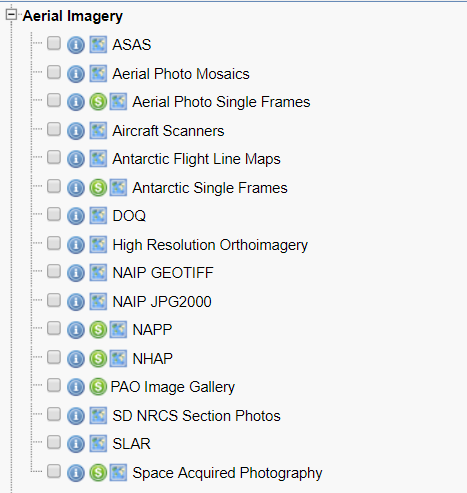 Aerial Imagery
ASAS
Aerial Photo Mosaics
Aerial Photo Single Frames
Aircraft Scanners
Antarctic Flight Line Maps
Antarctic Single Frames
DOQ
High Resolution Orthoimagery
NAIP GEOTIFF
NAIP JPG2000
NAPP
NHAP
PAO Image Gallery
SD NRCS Section Photos
SLAR
Space Acquired Photography